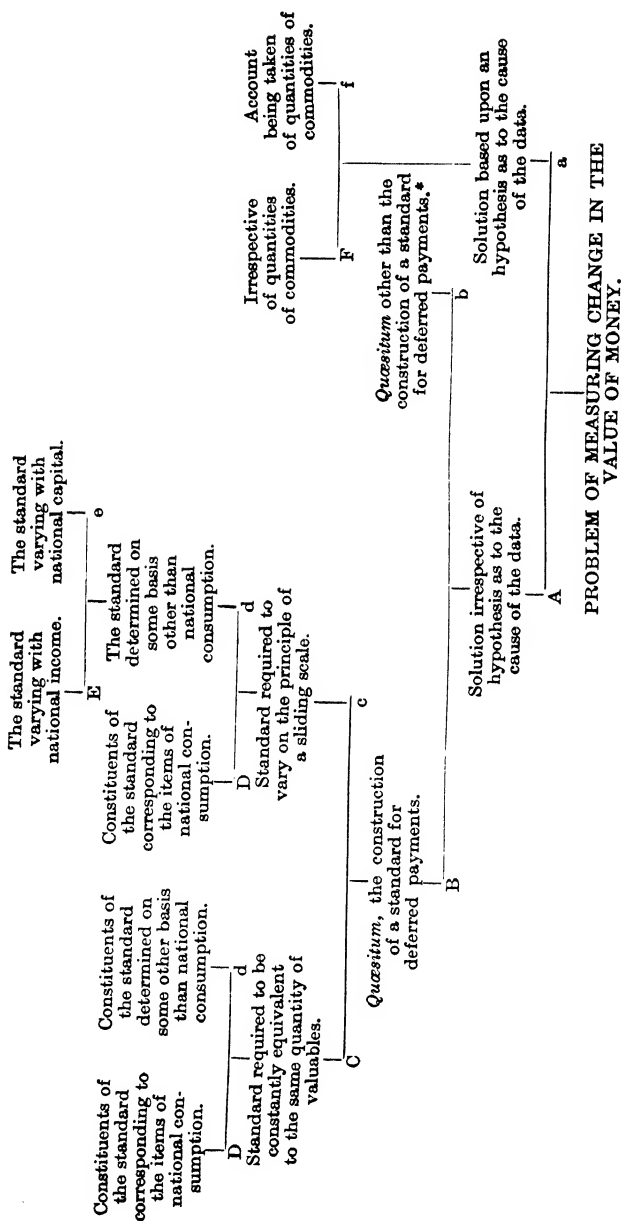 The standard
varying with
national income.
E
The standard
varying with
national capital.
e
Constituents of
the standard
corresponding to
the items of
national con-
sumption.
D
Constituents of
the standard
determined on
some other basis
than national
consumption.
d
Constituents of
the standard
corresponding to
the items of
national con-
sumption.
D
The standard
determined on
some basis
other than
national
consumption.
d
Irrespective
of quantities
of commodities.
F
Account
being taken
of quantities of
commodities.
f
Standard required to be
constantly equivalent
to the same quantity of
valuables.
C
Standard required to
vary on the principle of
a sliding scale.
c
Quæsitum, the construction
of a standard for
deferred payments.
B
Quæsitum other than the
construction of a standard
for deferred payments.*
b
Solution irrespective of
hypothesis as to the
cause of the data.
A
Solution based upon an
hypothesis as to the cause
of the data.
a
PROBLEM OF MEASURING CHANGE IN THE
VALUE OF MONEY.